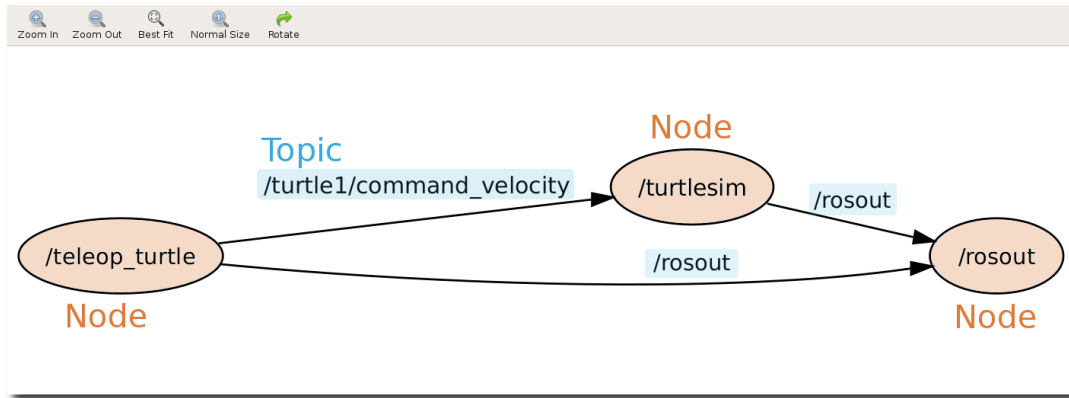 Zoom In Zoom Out Best Fit Normal Size Rotate
Node
Topic
/turtle1/command_velocity
/turtlesim
/rosout
/teleop_turtle
/rosout
/rosout
Node
Node